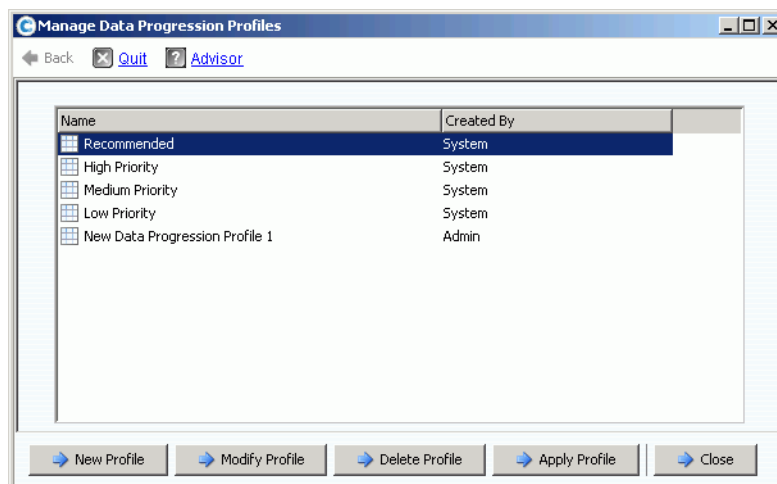 Manage Data Progression Profiles
Back Quit ? Advisor
Name Created By
Recommended System
High Priority System
Medium Priority System
Low Priority System
New Data Progression Profile 1 Admin
New Profile Modify Profile Delete Profile Apply Profile Close